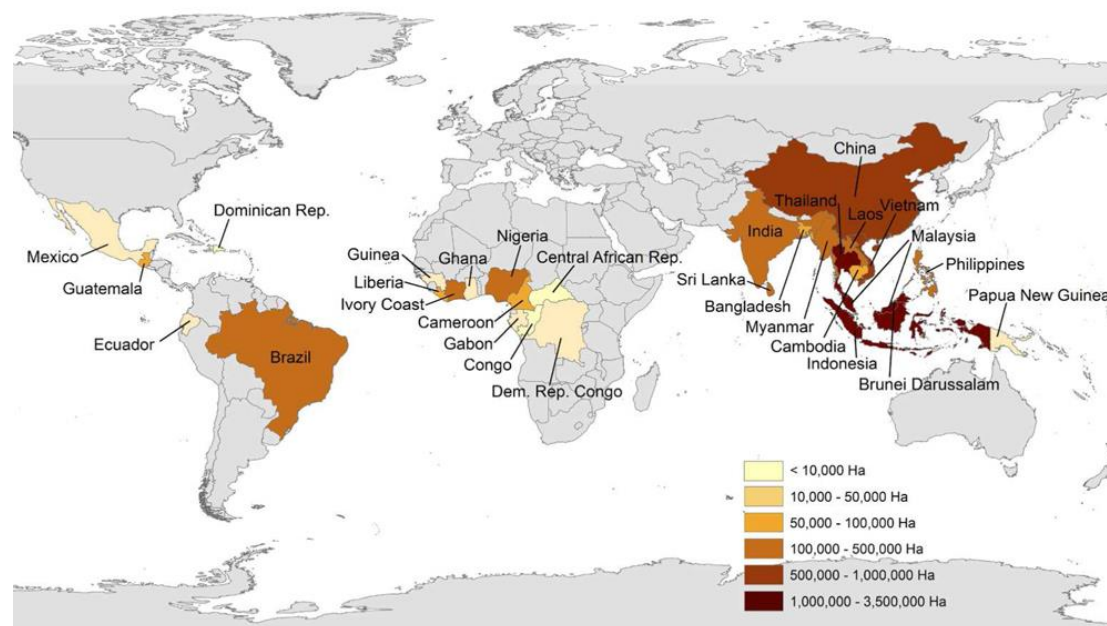 China
Thailand
Laos
Vietnam
India
Malaysia
Philippines
Sri Lanka
Bangladesh
Papua New Guinea
Myanmar
Cambodia
Indonesia
Brunei Darussalam
Dominican Rep.
Mexico
Guatemala
Ecuador
Brazil
Nigeria
Guinea
Ghana
Central African Rep.
Liberia
Ivory Coast
Cameroon
Gabon
Congo
Dem. Rep. Congo
< 10,000 Ha
10,000 - 50,000 Ha
50,000 - 100,000 Ha
100,000 - 500,000 Ha
500,000 - 1,000,000 Ha
1,000,000 - 3,500,000 Ha